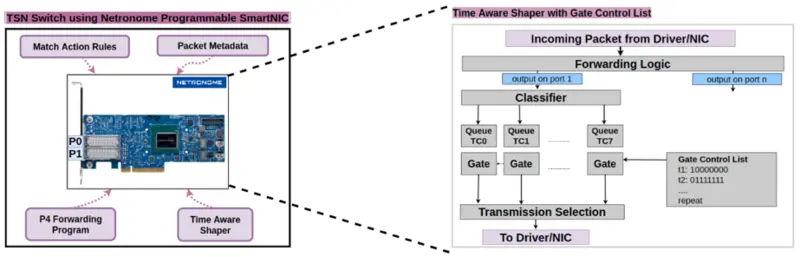 TSN Switch using Netronome Programmable SmartNIC
Match Action Rules
Packet Metadata
NETRONOME
P0
P1
P4 Forwarding
Program
Time Aware
Shaper
Time Aware Shaper with Gate Control List
Incoming Packet from Driver/NIC
Forwarding Logic
output on port 1
output on port n
Classifier
Queue
TC0
Queue
TC1
..........
Queue
TC7
Gate
Gate
..........
Gate
Gate Control List
t1: 10000000
t2: 01111111
....
repeat
Transmission Selection
To Driver/NIC